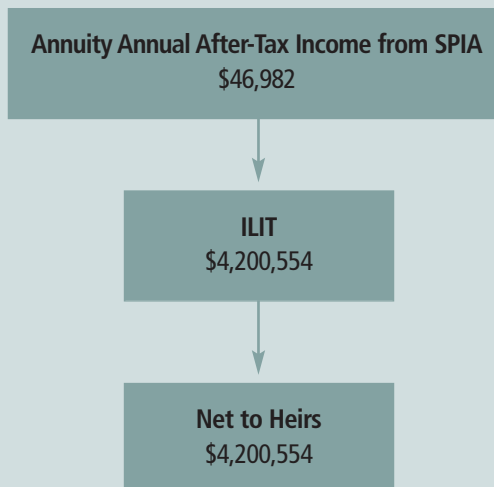 Annuity Annual After-Tax Income from SPIA
$46,982
ILIT
$4,200,554
Net to Heirs
$4,200,554